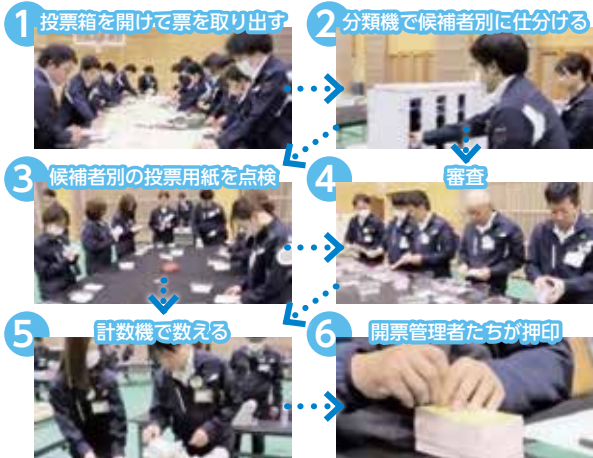 1 投票箱を開けて票を取り出す
2 分類機で候補者別に仕分ける
3 候補者別の投票用紙を点検
4 審査
5 計数機で数える
6 開票管理者たちが押印